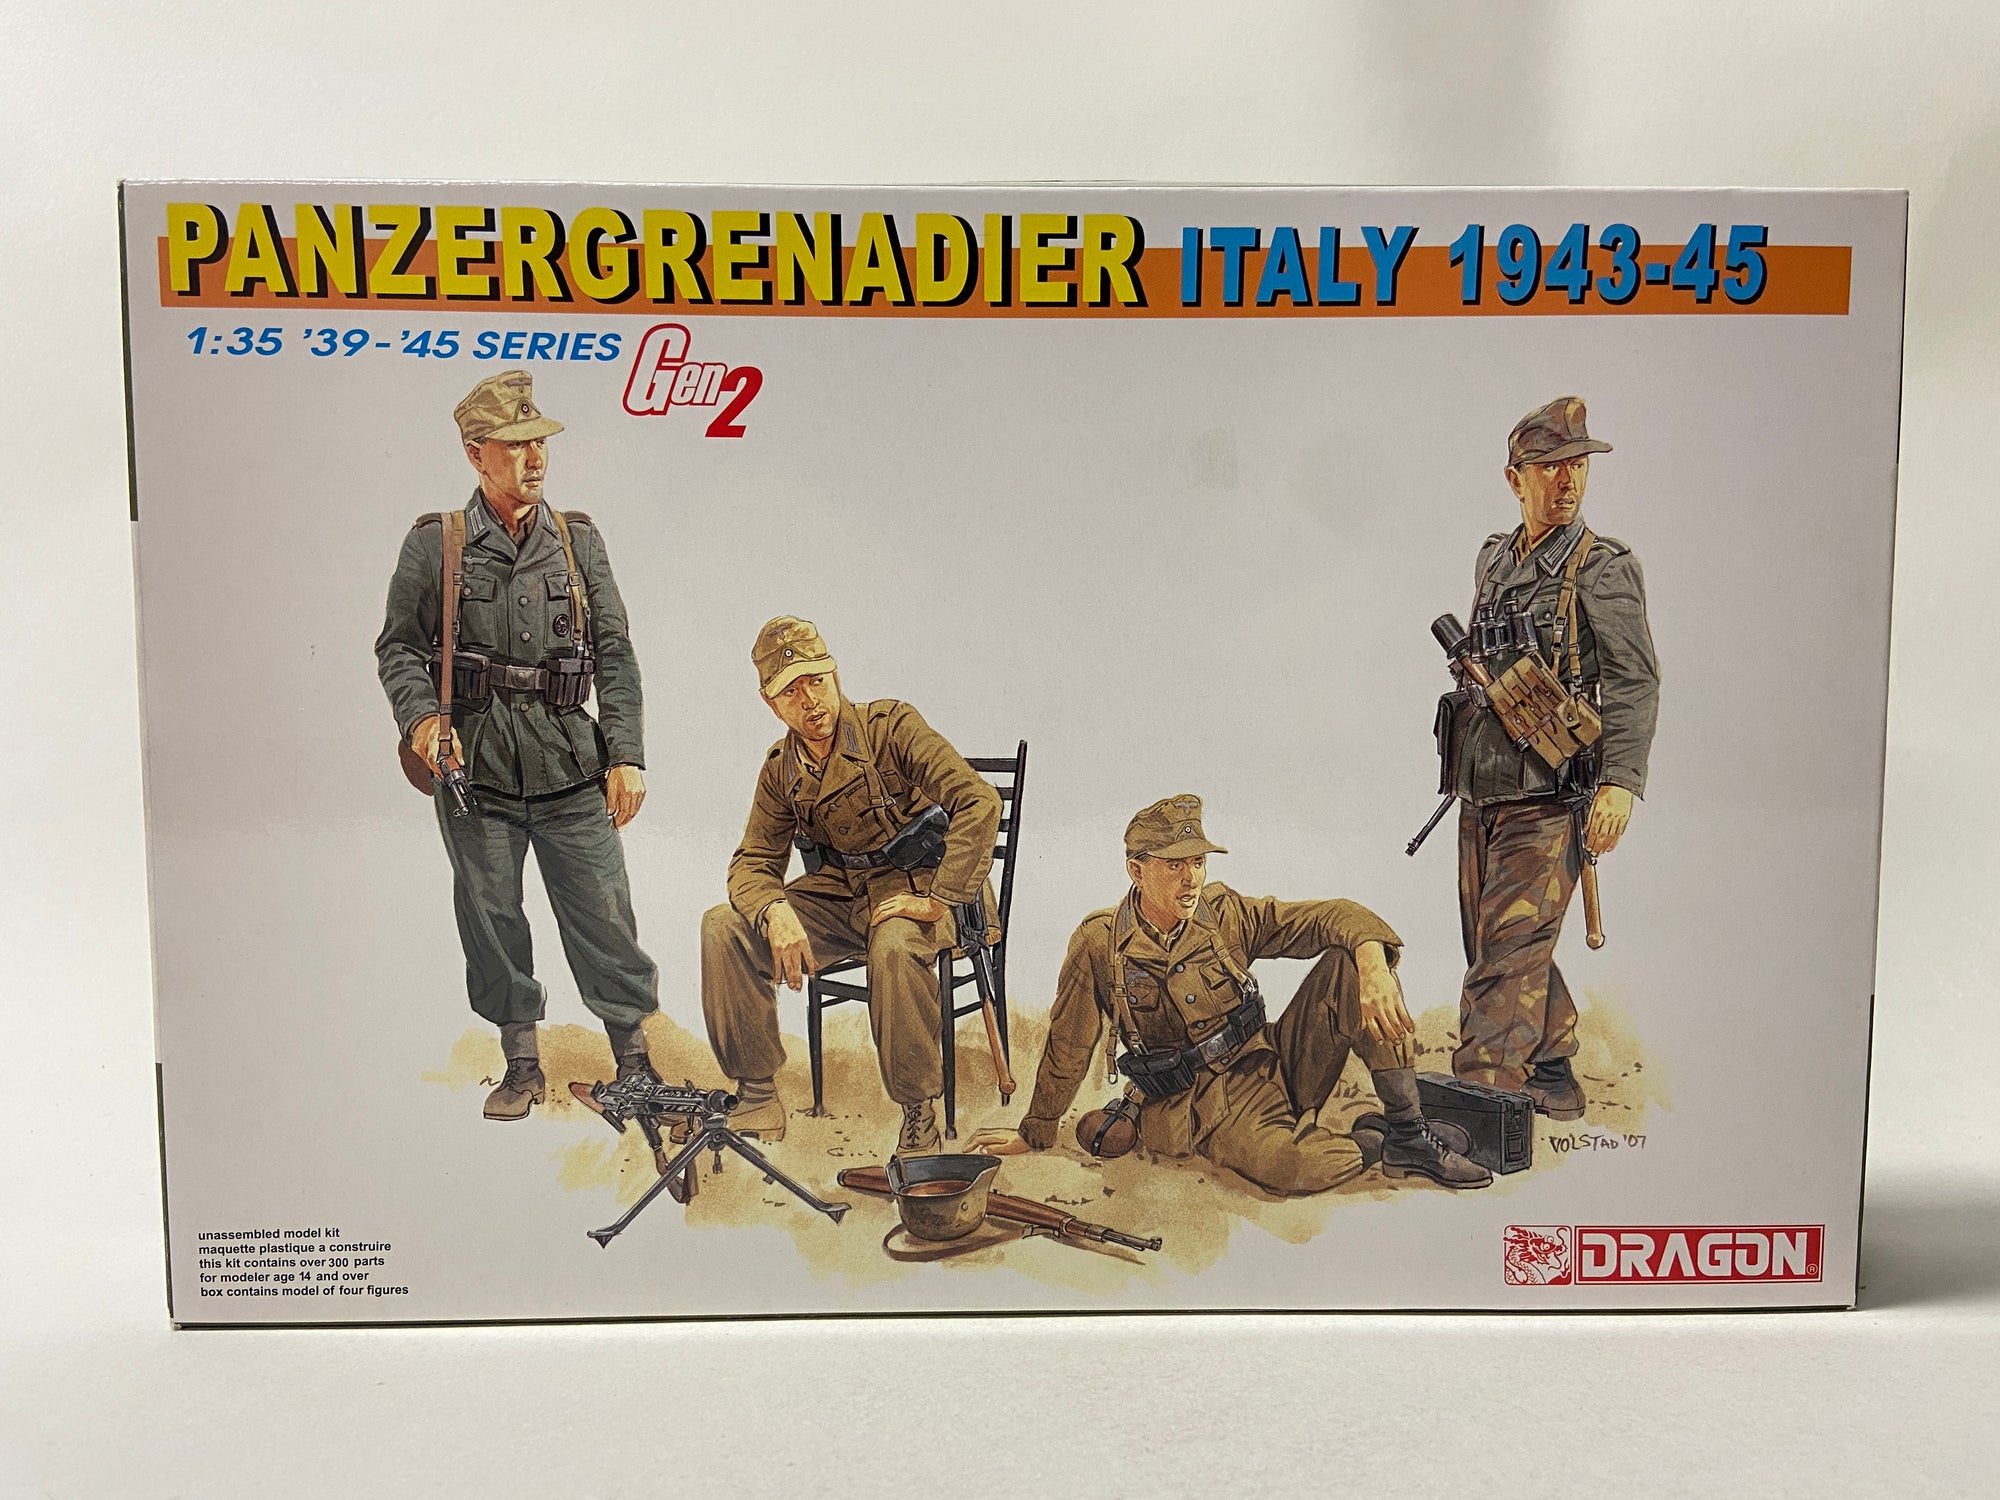 PANZERGRENADIER ITALY 1943-45
1:35 '39-'45 SERIES Gen2
VOLSTAD '07
unassembled model kit
maquette plastique a construire
this kit contains over 300 parts
for modeler age 14 and over
box contains model of four figures
DRAGON®